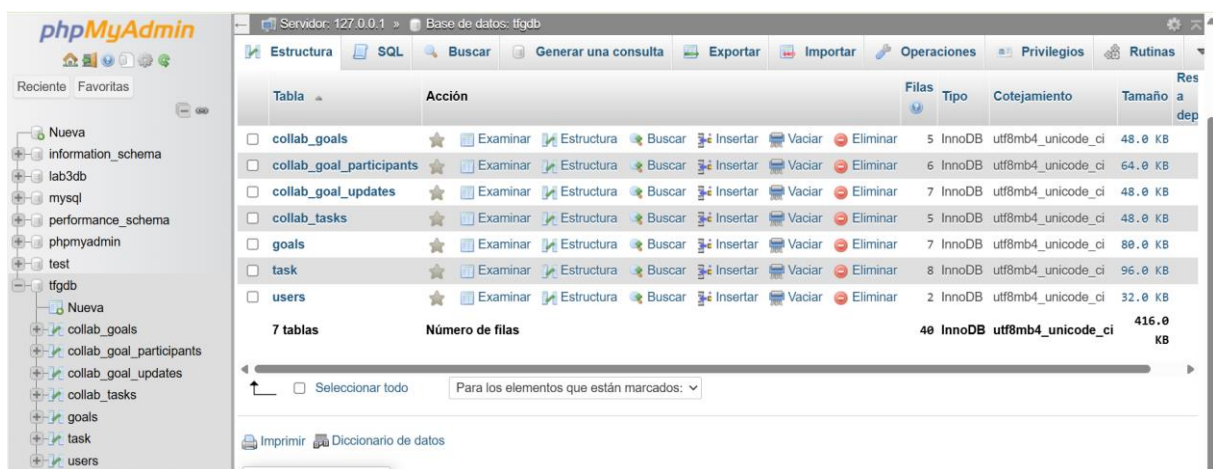 phpMyAdmin
Reciente Favoritas
Nueva
information_schema
lab3db
mysql
performance_schema
phpmyadmin
test
tfgdb
Nueva
collab_goals
collab_goal_participants
collab_goal_updates
collab_tasks
goals
task
users
Servidor: 127.0.0.1 » Base de datos: tfgdb
Estructura SQL Buscar Generar una consulta Exportar Importar Operaciones Privilegios Rutinas
Tabla Acción Filas Tipo Cotejamiento Tamaño Res
a
dep
collab_goals Examinar Estructura Buscar Insertar Vaciar Eliminar 5 InnoDB utf8mb4_unicode_ci 48.0 KB
collab_goal_participants Examinar Estructura Buscar Insertar Vaciar Eliminar 6 InnoDB utf8mb4_unicode_ci 64.0 KB
collab_goal_updates Examinar Estructura Buscar Insertar Vaciar Eliminar 7 InnoDB utf8mb4_unicode_ci 48.0 KB
collab_tasks Examinar Estructura Buscar Insertar Vaciar Eliminar 5 InnoDB utf8mb4_unicode_ci 48.0 KB
goals Examinar Estructura Buscar Insertar Vaciar Eliminar 7 InnoDB utf8mb4_unicode_ci 80.0 KB
task Examinar Estructura Buscar Insertar Vaciar Eliminar 8 InnoDB utf8mb4_unicode_ci 96.0 KB
users Examinar Estructura Buscar Insertar Vaciar Eliminar 2 InnoDB utf8mb4_unicode_ci 32.0 KB
7 tablas Número de filas 40 InnoDB utf8mb4_unicode_ci 416.0
KB
Seleccionar todo Para los elementos que están marcados:
Imprimir Diccionario de datos